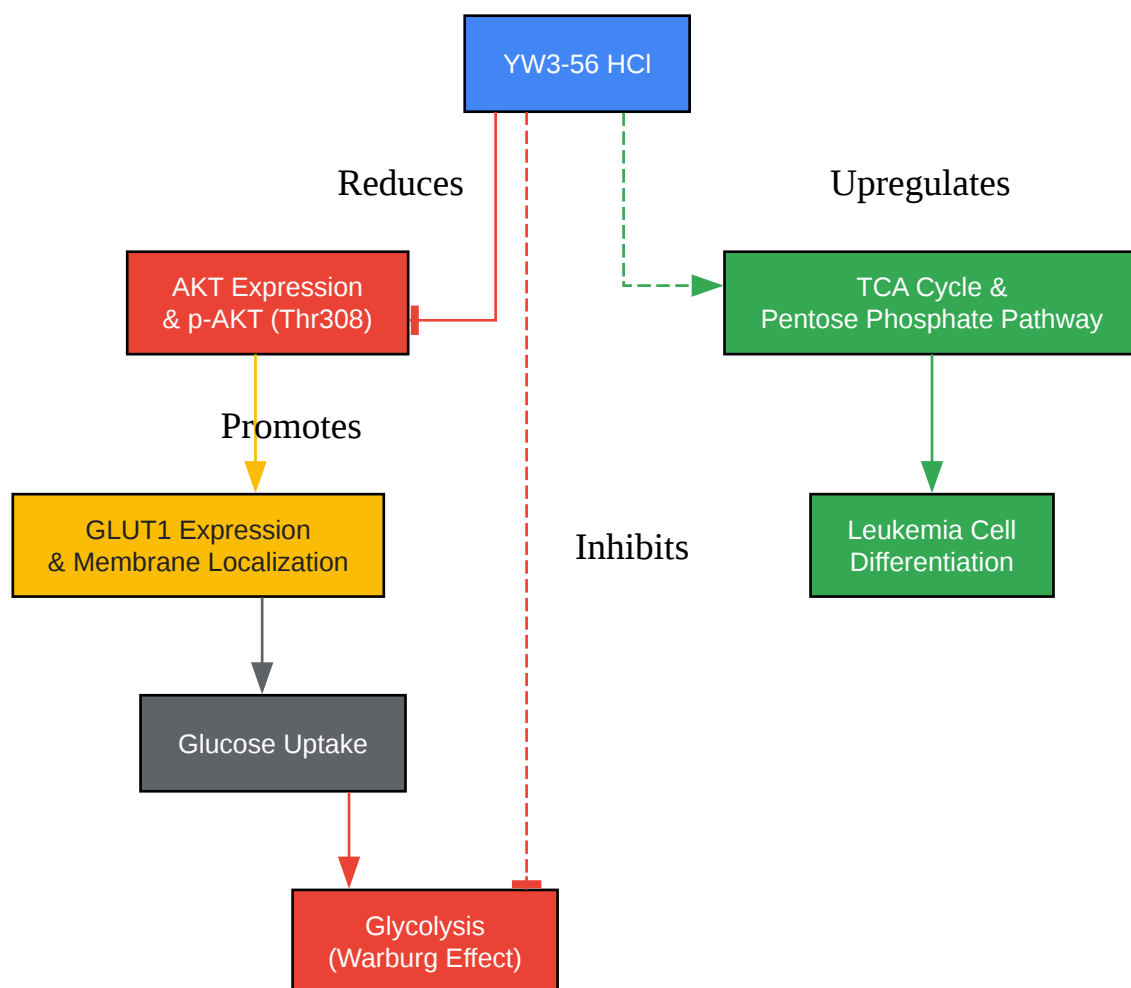 YW3-56 HCl
Reduces
Upregulates
AKT Expression
& p-AKT (Thr308)
TCA Cycle &
Pentose Phosphate Pathway
Promotes
GLUT1 Expression
& Membrane Localization
Inhibits
Leukemia Cell
Differentiation
Glucose Uptake
Glycolysis
(Warburg Effect)